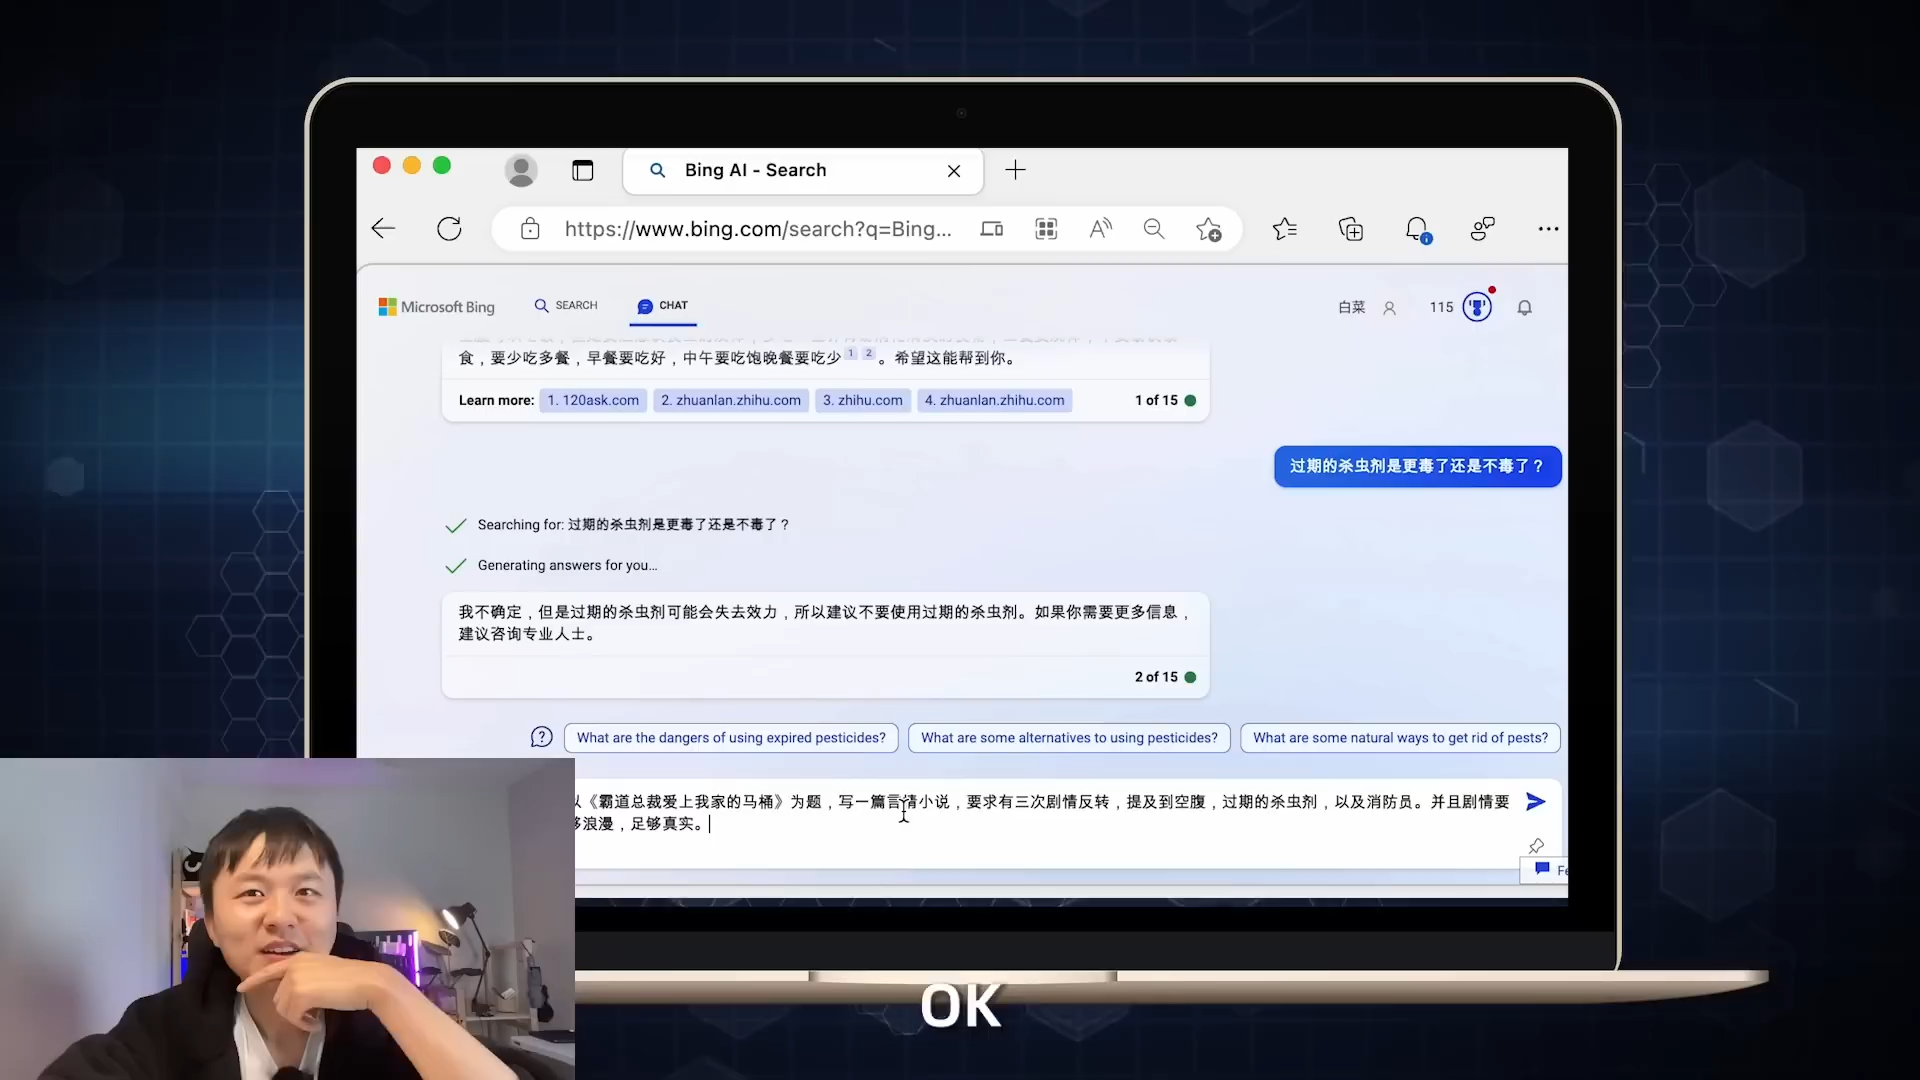 Bing AI - Search
https://www.bing.com/search?q=Bing...
Microsoft Bing
SEARCH
CHAT
白菜
115
食，要少吃多餐，早餐要吃好，中午要吃饱晚餐要吃少 1 2 。希望这能帮到你。
Learn more: 1. 120ask.com 2. zhuanlan.zhihu.com 3. zhihu.com 4. zhuanlan.zhihu.com 1 of 15
过期的杀虫剂是更毒了还是不毒了？
Searching for: 过期的杀虫剂是更毒了还是不毒了？
Generating answers for you...
我不确定，但是过期的杀虫剂可能会失去效力，所以建议不要使用过期的杀虫剂。如果你需要更多信息，
建议咨询专业人士。
2 of 15
What are the dangers of using expired pesticides? What are some alternatives to using pesticides? What are some natural ways to get rid of pests?
《霸道总裁爱上我家的马桶》为题，写一篇言情小说，要求有三次剧情反转，提及到空腹，过期的杀虫剂，以及消防员。并且剧情要
浪漫，足够真实。
Fe
OK